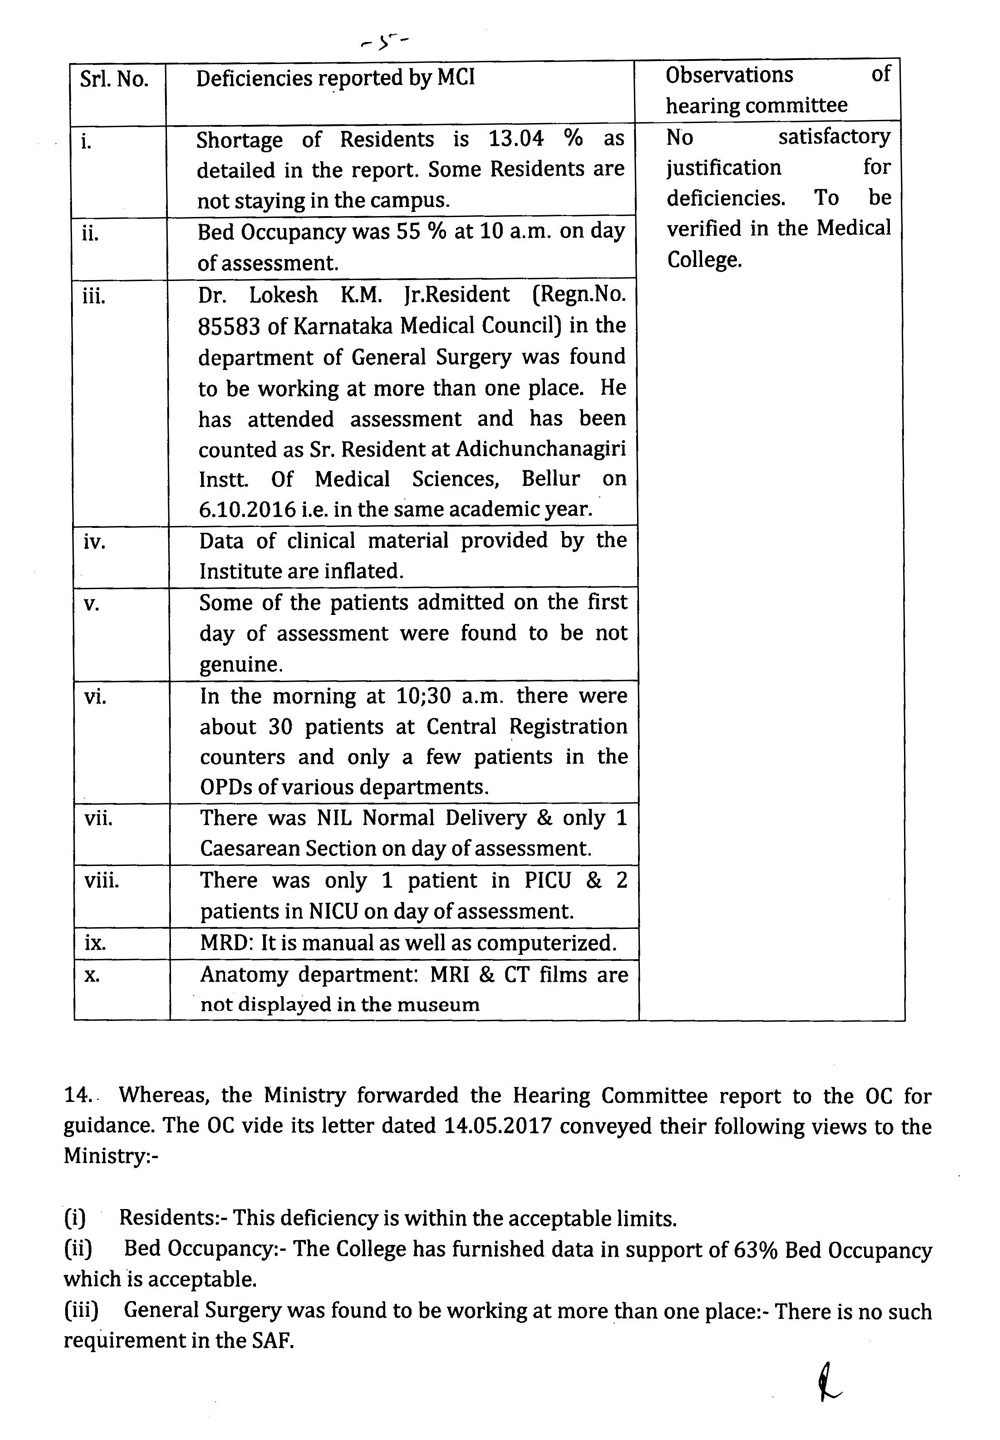 -5-
Srl. No.
Deficiencies reported by MCI
Observations of
hearing committee
i.
Shortage of Residents is 13.04 % as
detailed in the report. Some Residents are
not staying in the campus.
No satisfactory
justification for
deficiencies. To be
verified in the Medical
College.
ii.
Bed Occupancy was 55 % at 10 a.m. on day
of assessment.
iii.
Dr. Lokesh K.M. Jr.Resident (Regn.No.
85583 of Karnataka Medical Council) in the
department of General Surgery was found
to be working at more than one place. He
has attended assessment and has been
counted as Sr. Resident at Adichunchanagiri
Instt. Of Medical Sciences, Bellur on
6.10.2016 i.e. in the same academic year.
iv.
Data of clinical material provided by the
Institute are inflated.
v.
Some of the patients admitted on the first
day of assessment were found to be not
genuine.
vi.
In the morning at 10;30 a.m. there were
about 30 patients at Central Registration
counters and only a few patients in the
OPDs of various departments.
vii.
There was NIL Normal Delivery & only 1
Caesarean Section on day of assessment.
viii.
There was only 1 patient in PICU & 2
patients in NICU on day of assessment.
ix.
MRD: It is manual as well as computerized.
x.
Anatomy department: MRI & CT films are
not displayed in the museum
14. Whereas, the Ministry forwarded the Hearing Committee report to the OC for
guidance. The OC vide its letter dated 14.05.2017 conveyed their following views to the
Ministry:-
(i) Residents:- This deficiency is within the acceptable limits.
(ii) Bed Occupancy:- The College has furnished data in support of 63% Bed Occupancy
which is acceptable.
(iii) General Surgery was found to be working at more than one place:- There is no such
requirement in the SAF.